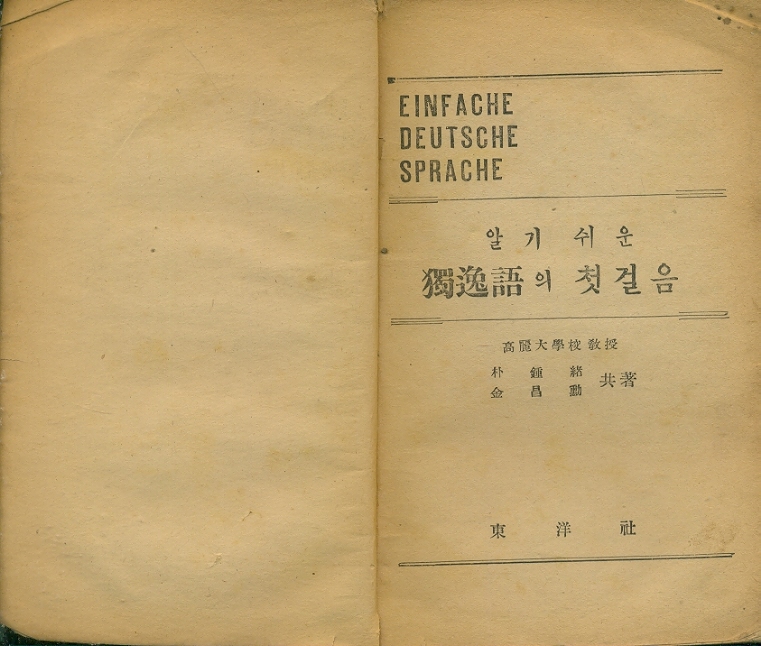 EINFACHE
DEUTSCHE
SPRACHE
알기 쉬운
獨逸語의 첫걸음
高麗大學校敎授
朴鍾緖
金昌勳 共著
東洋社